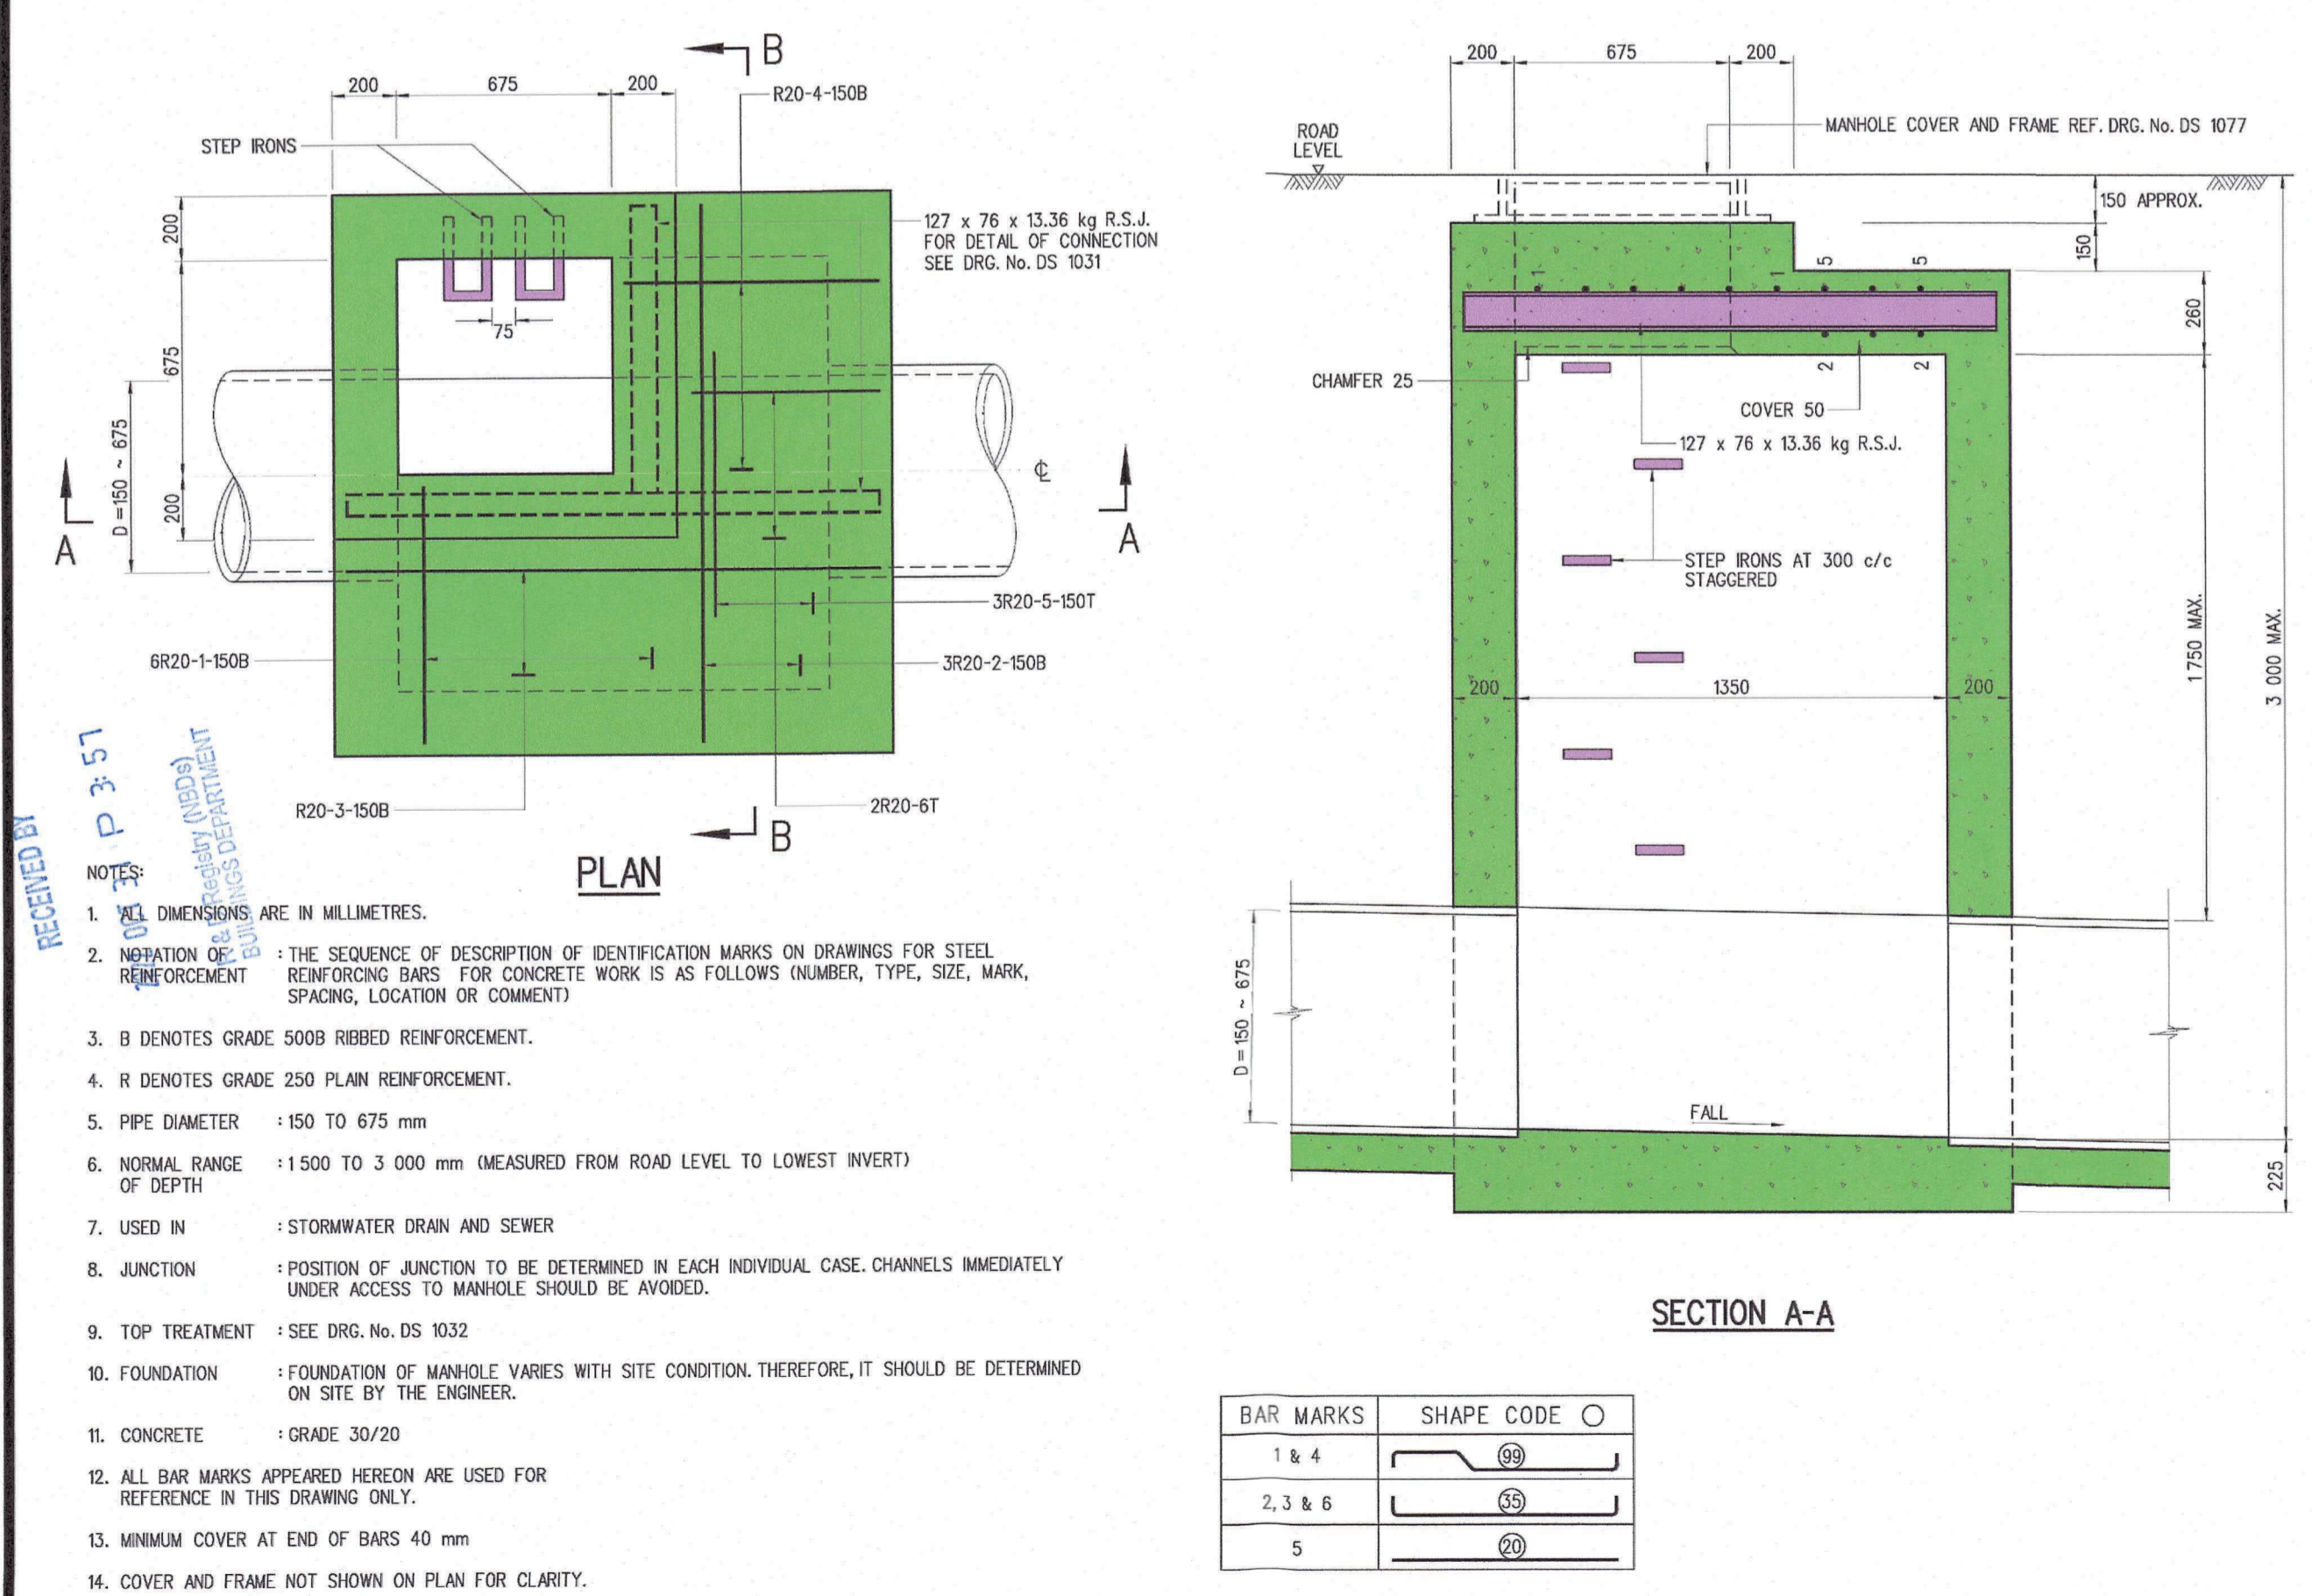 B
200
675
200
R20-4-150B
STEP IRONS
200
127 x 76 x 13.36 kg R.S.J.
FOR DETAIL OF CONNECTION
SEE DRG. No. DS 1031
75
675
D=150 ~ 675
200
℄
A
A
3R20-5-150T
6R20-1-150B
3R20-2-150B
R20-3-150B
2R20-6T
B
PLAN
RECEIVED BY
P 3:57
R & D Registry (NBDs)
BUILDINGS DEPARTMENT
NOTES:
1. ALL DIMENSIONS ARE IN MILLIMETRES.
2. NOTATION OF REINFORCEMENT : THE SEQUENCE OF DESCRIPTION OF IDENTIFICATION MARKS ON DRAWINGS FOR STEEL
REINFORCING BARS FOR CONCRETE WORK IS AS FOLLOWS (NUMBER, TYPE, SIZE, MARK,
SPACING, LOCATION OR COMMENT)
3. B DENOTES GRADE 500B RIBBED REINFORCEMENT.
4. R DENOTES GRADE 250 PLAIN REINFORCEMENT.
5. PIPE DIAMETER : 150 TO 675 mm
6. NORMAL RANGE OF DEPTH : 1 500 TO 3 000 mm (MEASURED FROM ROAD LEVEL TO LOWEST INVERT)
7. USED IN : STORMWATER DRAIN AND SEWER
8. JUNCTION : POSITION OF JUNCTION TO BE DETERMINED IN EACH INDIVIDUAL CASE. CHANNELS IMMEDIATELY
UNDER ACCESS TO MANHOLE SHOULD BE AVOIDED.
9. TOP TREATMENT : SEE DRG. No. DS 1032
10. FOUNDATION : FOUNDATION OF MANHOLE VARIES WITH SITE CONDITION. THEREFORE, IT SHOULD BE DETERMINED
ON SITE BY THE ENGINEER.
11. CONCRETE : GRADE 30/20
12. ALL BAR MARKS APPEARED HEREON ARE USED FOR
REFERENCE IN THIS DRAWING ONLY.
13. MINIMUM COVER AT END OF BARS 40 mm
14. COVER AND FRAME NOT SHOWN ON PLAN FOR CLARITY.
200
675
200
MANHOLE COVER AND FRAME REF. DRG. No. DS 1077
ROAD
LEVEL
150 APPROX.
150
1
1
5
5
260
2
2
CHAMFER 25
COVER 50
127 x 76 x 13.36 kg R.S.J.
STEP IRONS AT 300 c/c
STAGGERED
1 750 MAX.
3 000 MAX.
200
1350
200
D=150 ~ 675
FALL
225
SECTION A-A
BAR MARKS SHAPE CODE
1 & 4 99
2, 3 & 6 35
5 20